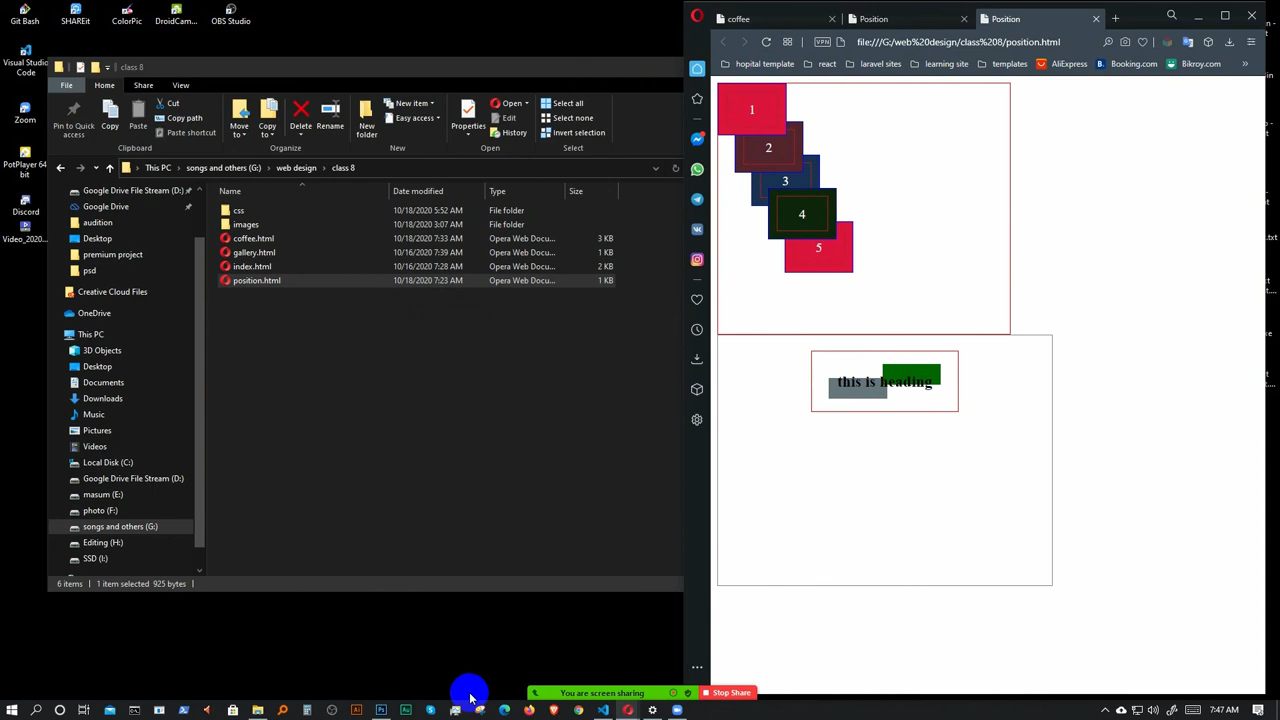 Git Bash
SHAREit
ColorPic
DroidCam...
OBS Studio
Visual Studio
Code
Zoom
PotPlayer 64
bit
Discord
Video_2020...
class 8
File
Home
Share
View
Pin to Quick
access
Copy
Paste
Cut
Copy path
Paste shortcut
Clipboard
Move
to
Copy
to
Delete
Rename
Organize
New
folder
New item
Easy access
New
Properties
Open
Edit
History
Open
Select all
Select none
Invert selection
Select
This PC
songs and others (G:)
web design
class 8
Name
Date modified
Type
Size
css
10/18/2020 5:52 AM
File folder
images
10/18/2020 3:07 AM
File folder
coffee.html
10/18/2020 7:33 AM
Opera Web Docu...
3 KB
gallery.html
10/16/2020 7:39 AM
Opera Web Docu...
1 KB
index.html
10/16/2020 7:28 AM
Opera Web Docu...
2 KB
position.html
10/18/2020 7:23 AM
Opera Web Docu...
1 KB
Google Drive File Stream (D:)
Google Drive
audition
Desktop
premium project
psd
Creative Cloud Files
OneDrive
This PC
3D Objects
Desktop
Documents
Downloads
Music
Pictures
Videos
Local Disk (C:)
Google Drive File Stream (D:)
masum (E:)
photo (F:)
songs and others (G:)
Editing (H:)
SSD (I:)
6 items
1 item selected 925 bytes
coffee
Position
Position
VPN
file:///G:/web%20design/class%208/position.html
hopital template
react
laravel sites
learning site
templates
AliExpress
Booking.com
Bikroy.com
1
2
3
4
5
this is heading
You are screen sharing
Stop Share
7:47 AM